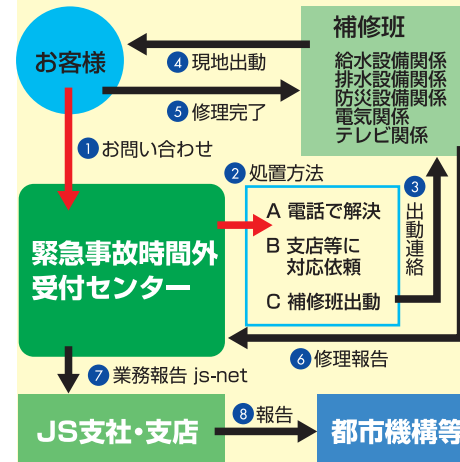 お客様
補修班
給水設備関係
排水設備関係
防災設備関係
電気関係
テレビ関係
4 現地出動
5 修理完了
1 お問い合わせ
2 処置方法
3 出動連絡
A 電話で解決
B 支店等に
対応依頼
C 補修班出動
緊急事故時間外
受付センター
6 修理報告
7 業務報告 js-net
JS支社・支店
8 報告
都市機構等